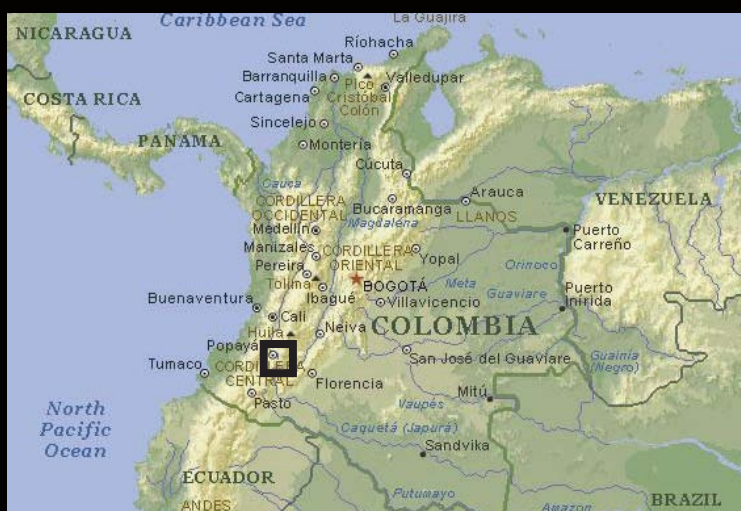 Caribbean Sea
La Guajira
NICARAGUA
Ríohacha
Santa Marta
Barranquilla
Pico
Cristóbal
Colón
Valledupar
COSTA RICA
Cartagena
Sincelejo
PANAMA
Montería
Cúcuta
Cauca
CORDILLERA
OCCIDENTAL
Bucaramanga
Arauca
LLANOS
VENEZUELA
Magdalena
Medellín
Puerto
Carreño
Manizales
CORDILLERA
ORIENTAL
Yopal
Pereira
Tolima
Orinoco
BOGOTÁ
Meta
Ibagué
Buenaventura
Villavicencio
Guaviare
Puerto
Inírida
Cali
Huila
Neiva
COLOMBIA
Popayá
San José del Guaviare
Guainía
(Negro)
Tumaco
CORDILLERA
CENTRAL
Florencia
Mitú
Pasto
Vaupés
North
Pacific
Ocean
Caquetá (Japurá)
Sandvika
ECUADOR
ANDES
Putumayo
Amazon
BRAZIL